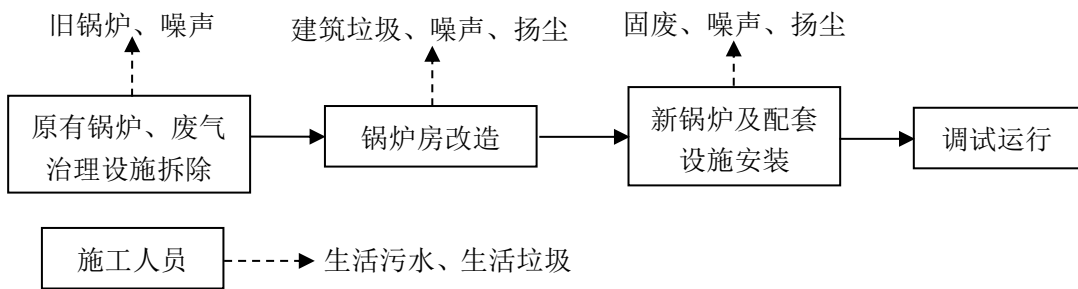 旧锅炉、噪声
建筑垃圾、噪声、扬尘
固废、噪声、扬尘
原有锅炉、废气
治理设施拆除
锅炉房改造
新锅炉及配套
设施安装
调试运行
施工人员
生活污水、生活垃圾